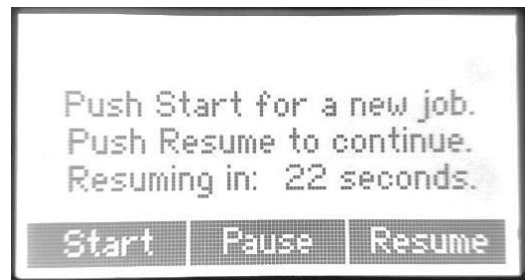 Push Start for a new job.
Push Resume to continue.
Resuming in: 22 seconds.
Start Pause Resume